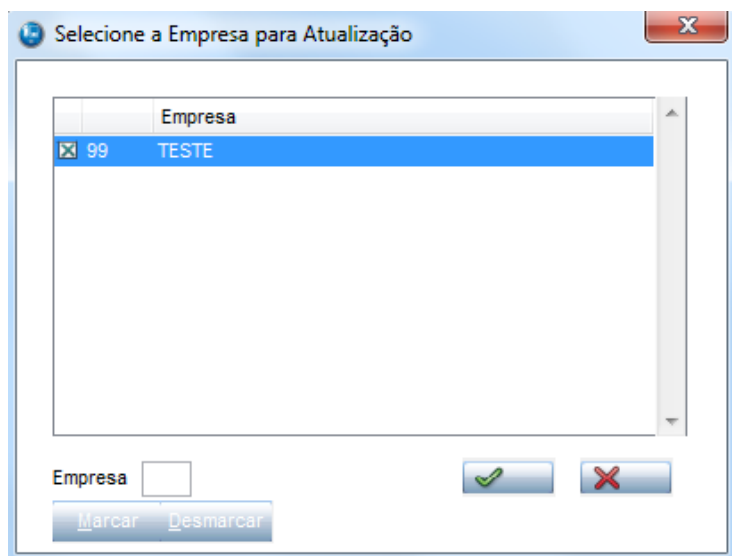 Selecione a Empresa para Atualização
Empresa
99 TESTE
Empresa
Marcar Desmarcar